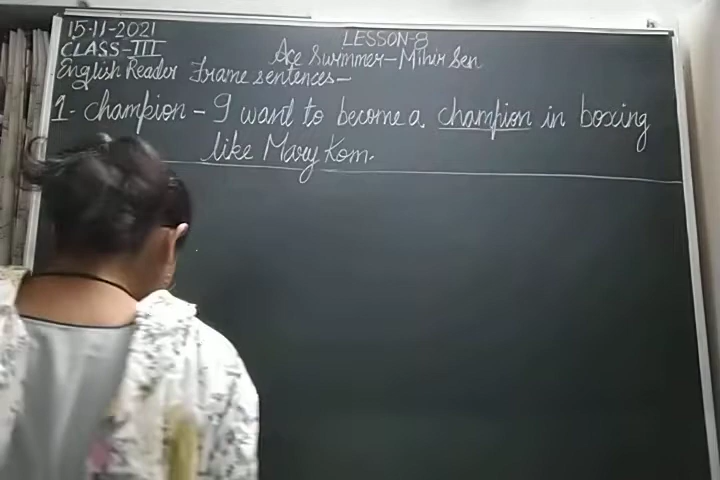 15-11-2021
LESSON-8
CLASS-III
Ace Swimmer-Mihir Sen
English Reader Frame sentences-
1- champion - I want to become a champion in boxing
like Mary Kom.